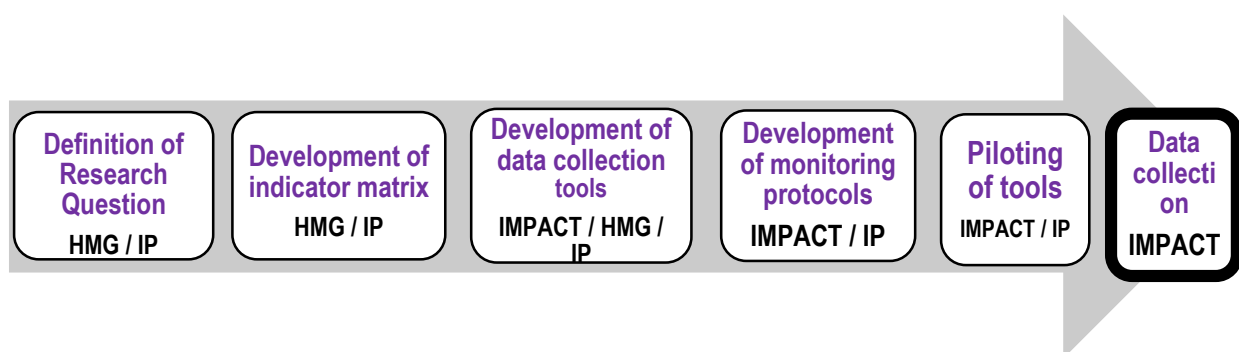 Definition of
Research
Question
HMG / IP
Development of
indicator matrix
HMG / IP
Development of
data collection
tools
IMPACT / HMG /
IP
Development
of monitoring
protocols
IMPACT / IP
Piloting
of tools
IMPACT / IP
Data
collecti
on
IMPACT